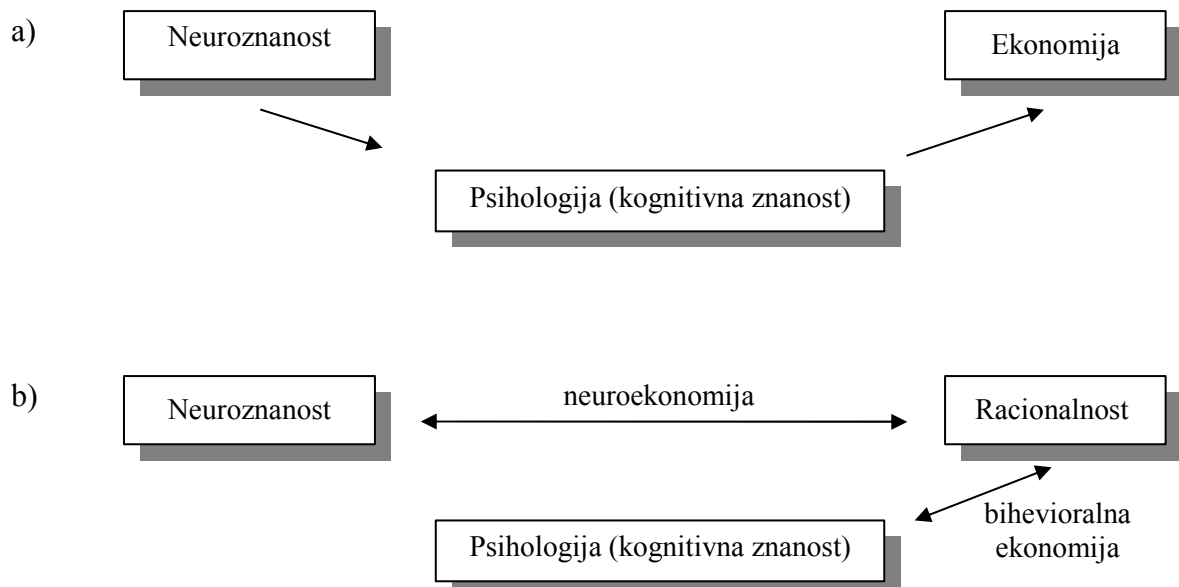 a)
Neuroznanost
Ekonomija
Psihologija (kognitivna znanost)
b)
Neuroznanost
neuroekonomija
Racionalnost
Psihologija (kognitivna znanost)
bihevioralna
ekonomija